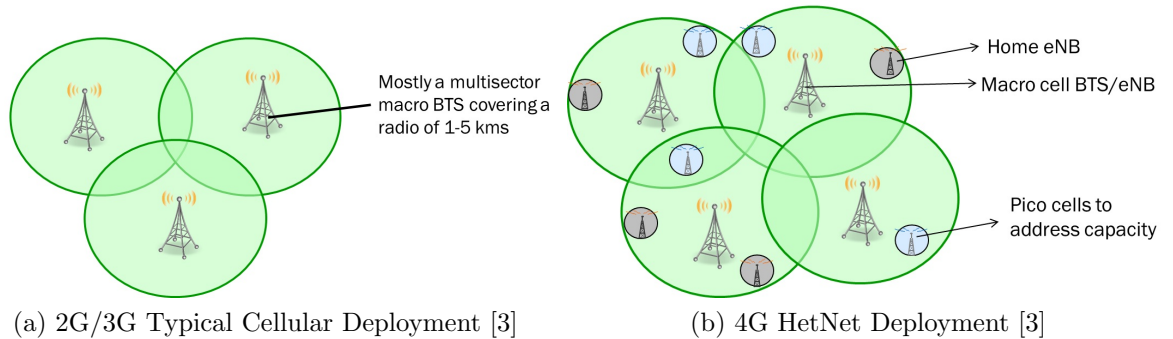 Mostly a multisector
macro BTS covering a
radio of 1-5 kms
(a) 2G/3G Typical Cellular Deployment [3]
Home eNB
Macro cell BTS/eNB
Pico cells to
address capacity
(b) 4G HetNet Deployment [3]